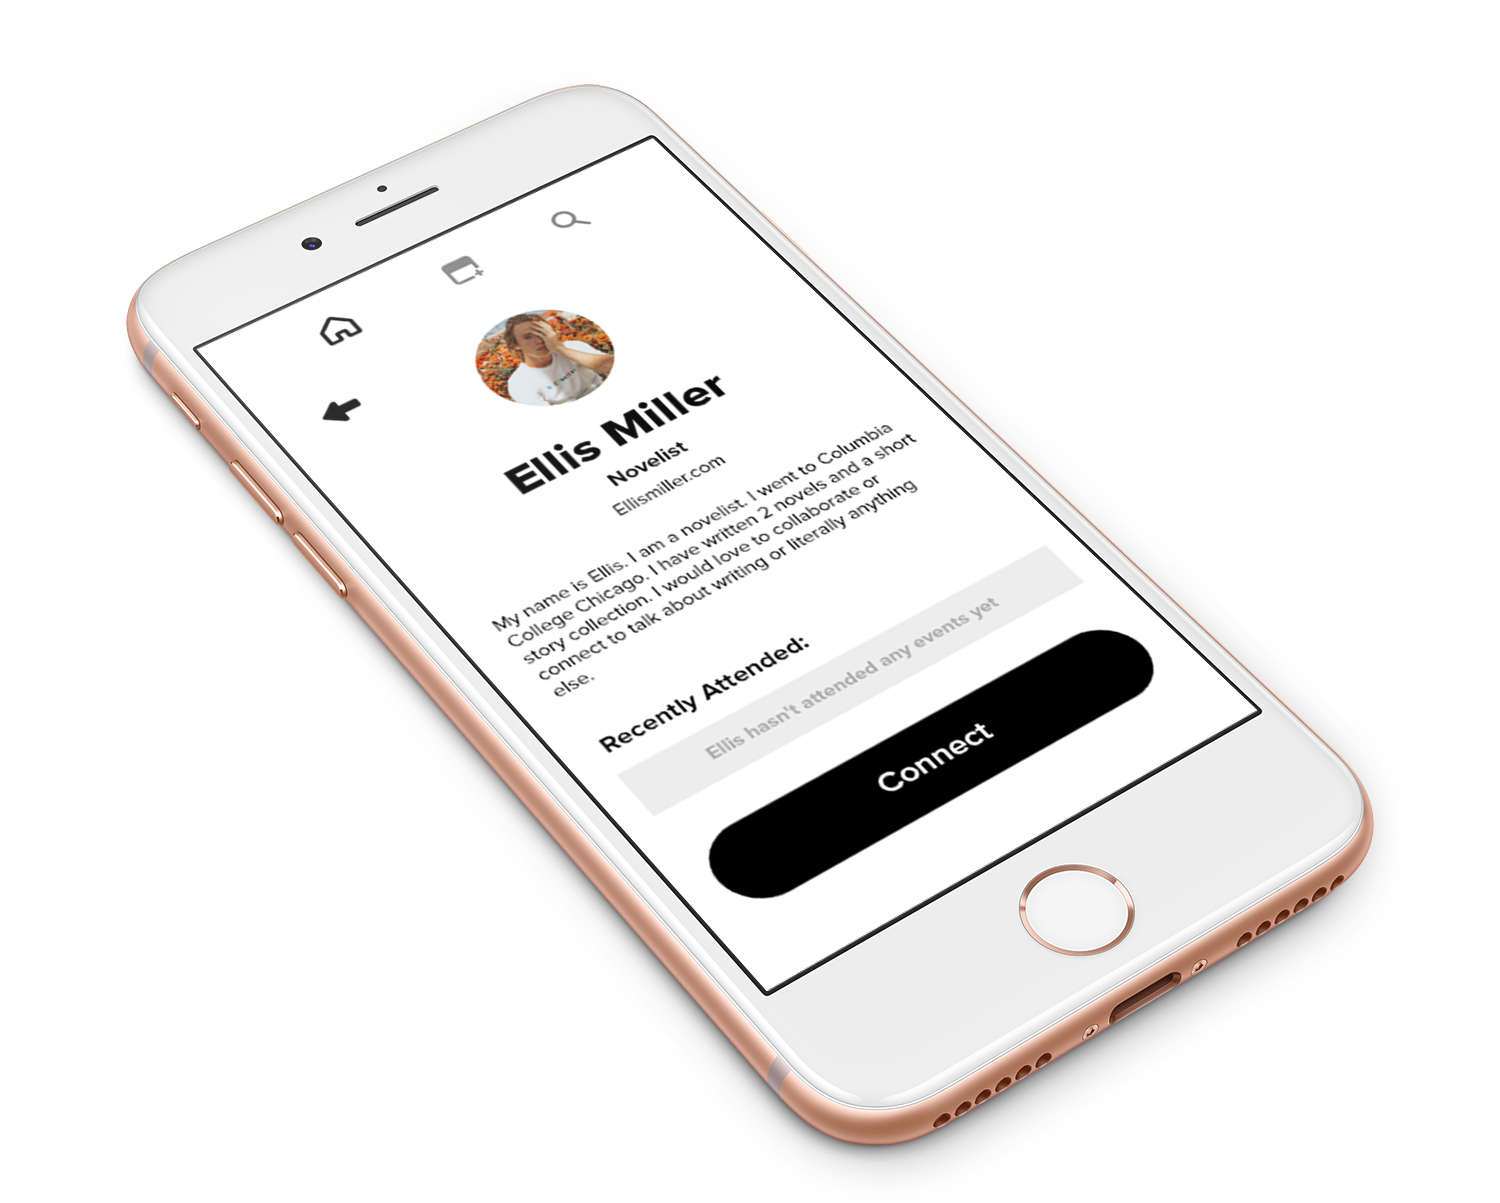 Ellis Miller
Novelist
Ellismiller.com
My name is Ellis. I am a novelist. I went to Columbia
College Chicago. I have written 2 novels and a short
story collection. I would love to collaborate or
connect to talk about writing or literally anything
else.
Recently Attended:
Ellis hasn't attended any events yet
Connect